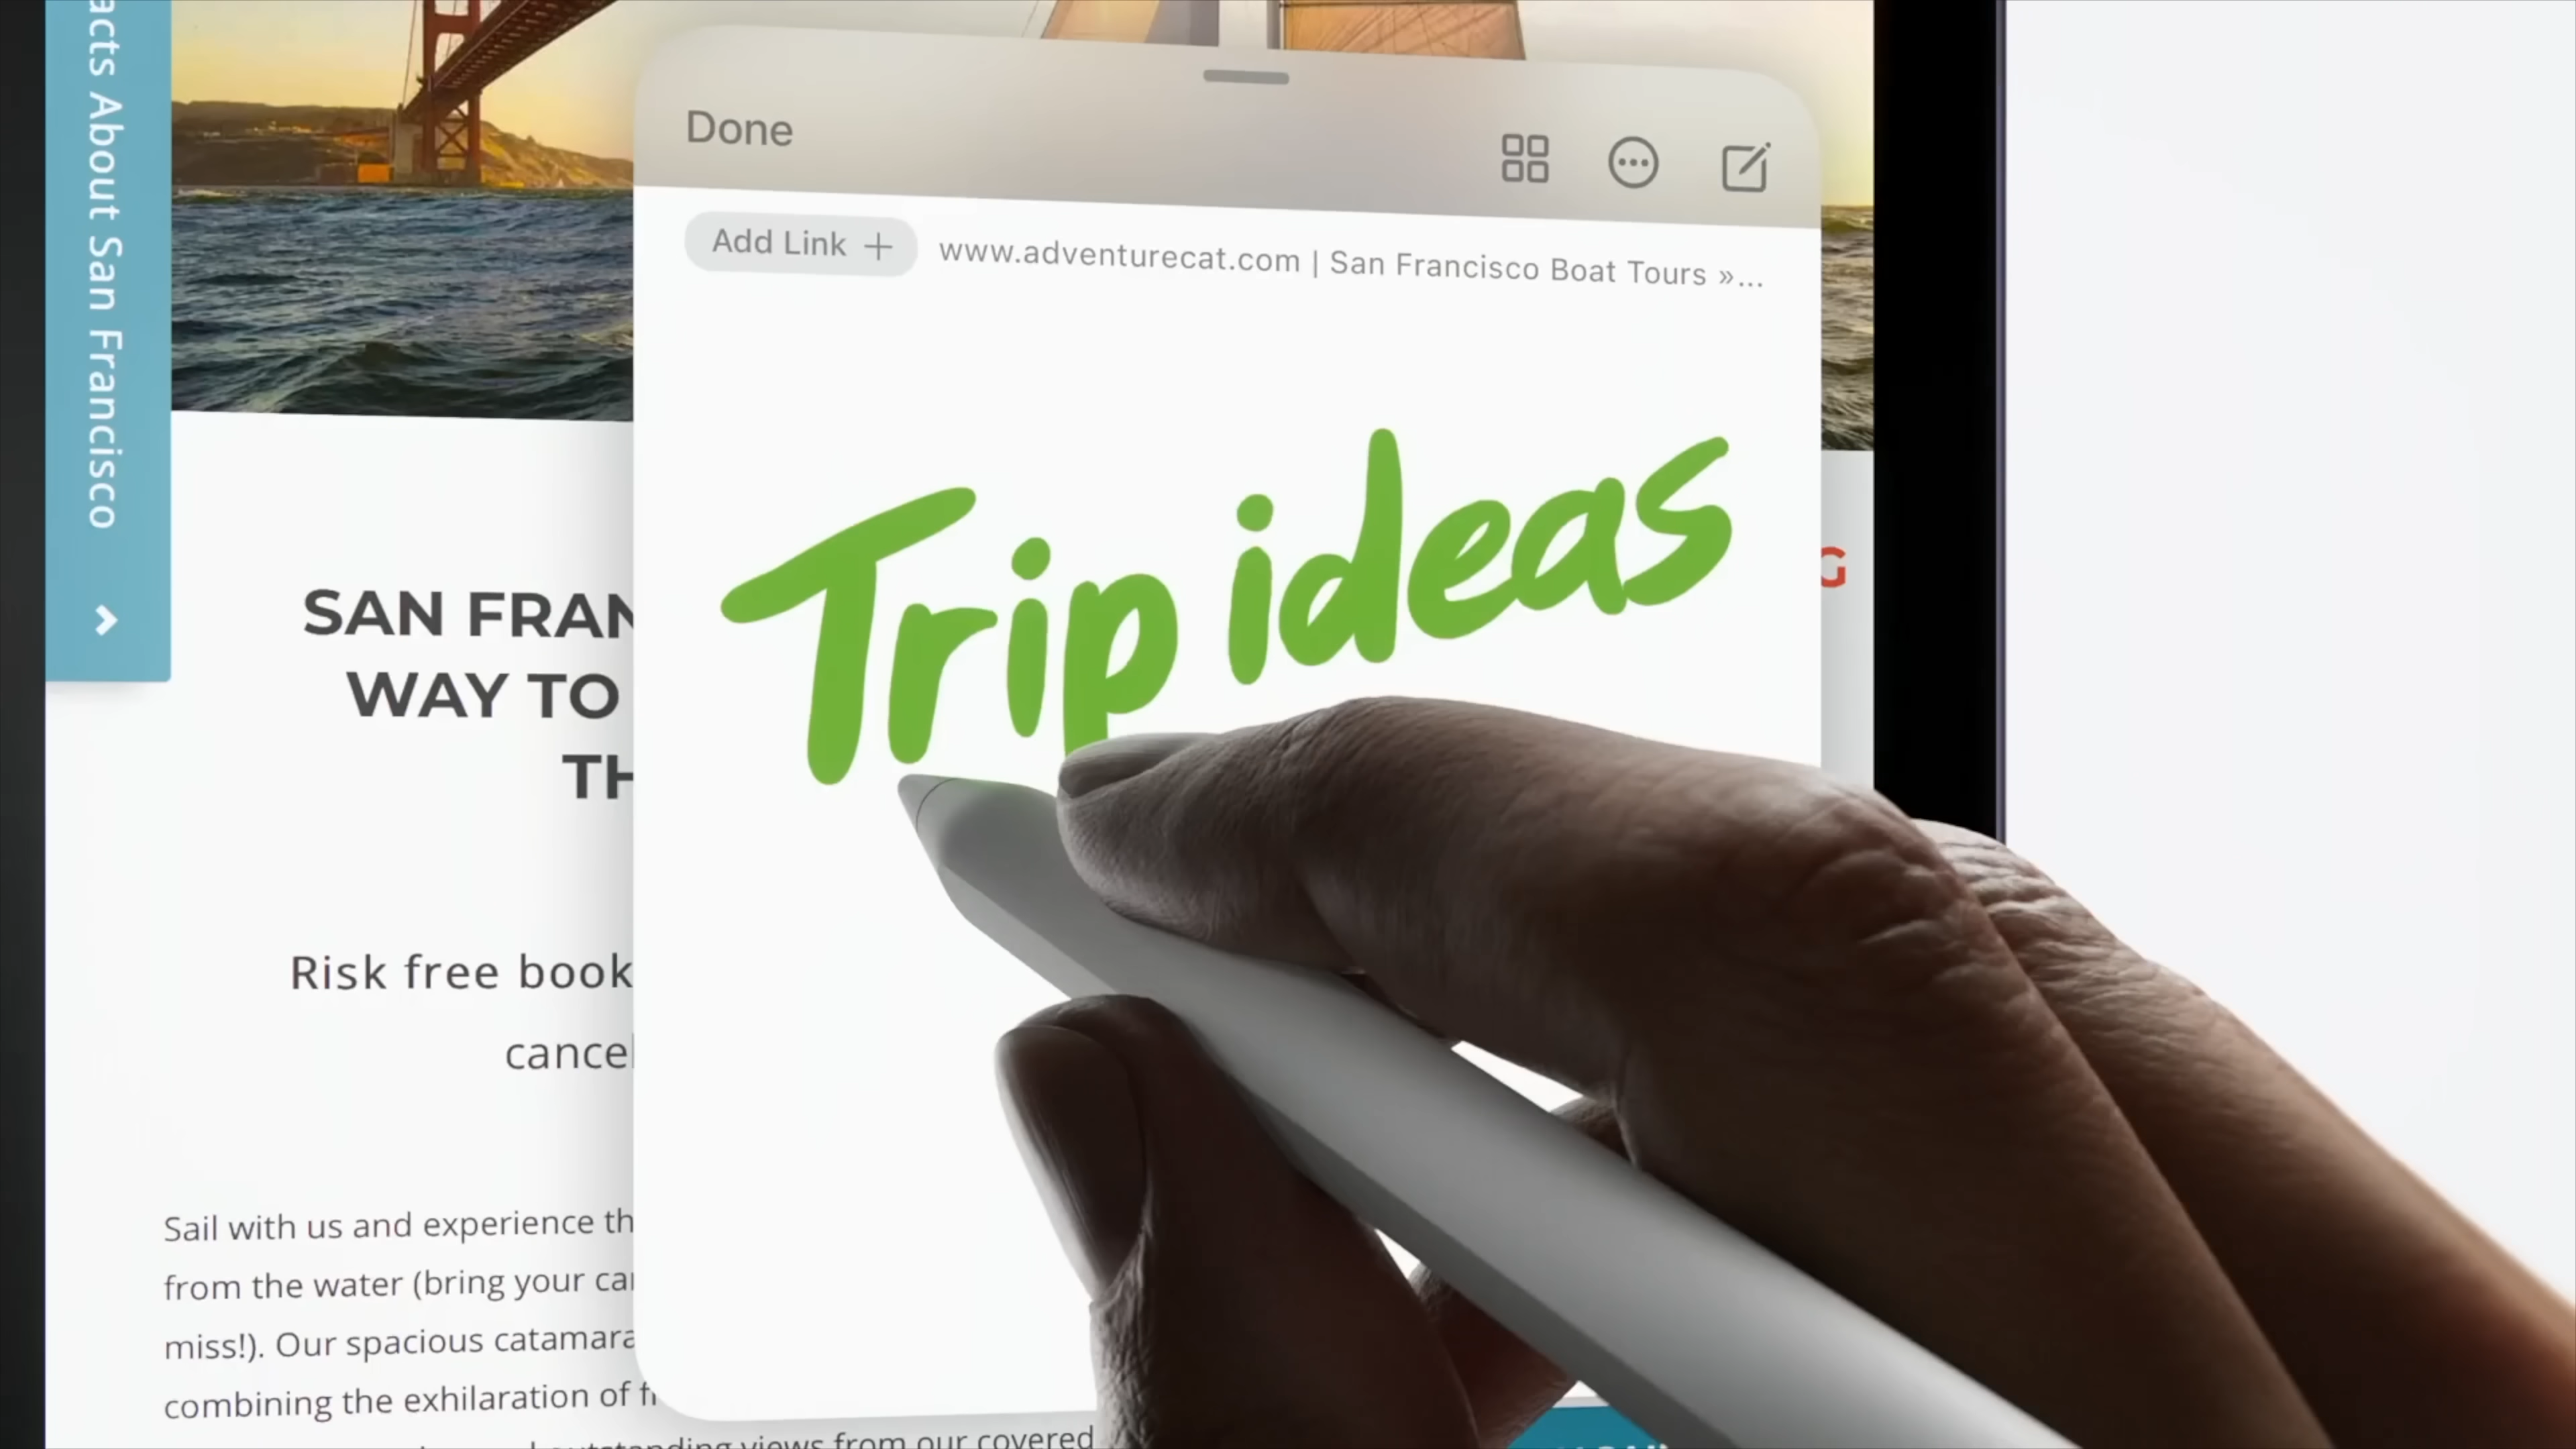 acts About San Francisco
Done
Add Link +
www.adventurecat.com | San Francisco Boat Tours »...
Trip ideas
G
SAN FRAN
WAY TO
TH
Risk free book
cancel
Sail with us and experience th
from the water (bring your ca
miss!). Our spacious catamara
combining the exhilaration of f
views from our covered